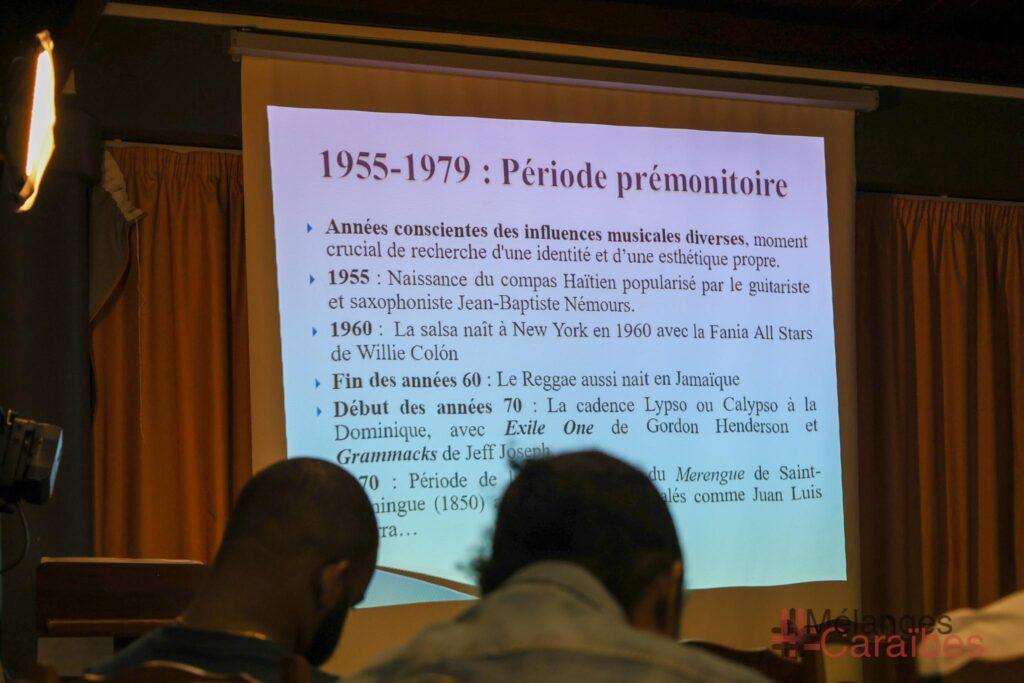 1955-1979 : Période prémonitoire
Années conscientes des influences musicales diverses, moment
crucial de recherche d'une identité et d’une esthétique propre.
1955 : Naissance du compas Haïtien popularisé par le guitariste
et saxophoniste Jean-Baptiste Némours.
1960 : La salsa naît à New York en 1960 avec la Fania All Stars
de Willie Colón
Fin des années 60 : Le Reggae aussi nait en Jamaïque
Début des années 70 : La cadence Lypso ou Calypso à la
Dominique, avec Exile One de Gordon Henderson et
Grammacks de Jeff Joseph
70 : Période de du Merengue de Saint-
mingue (1850) comme Juan Luis
rra…
#Mélanges
-Caraïbes